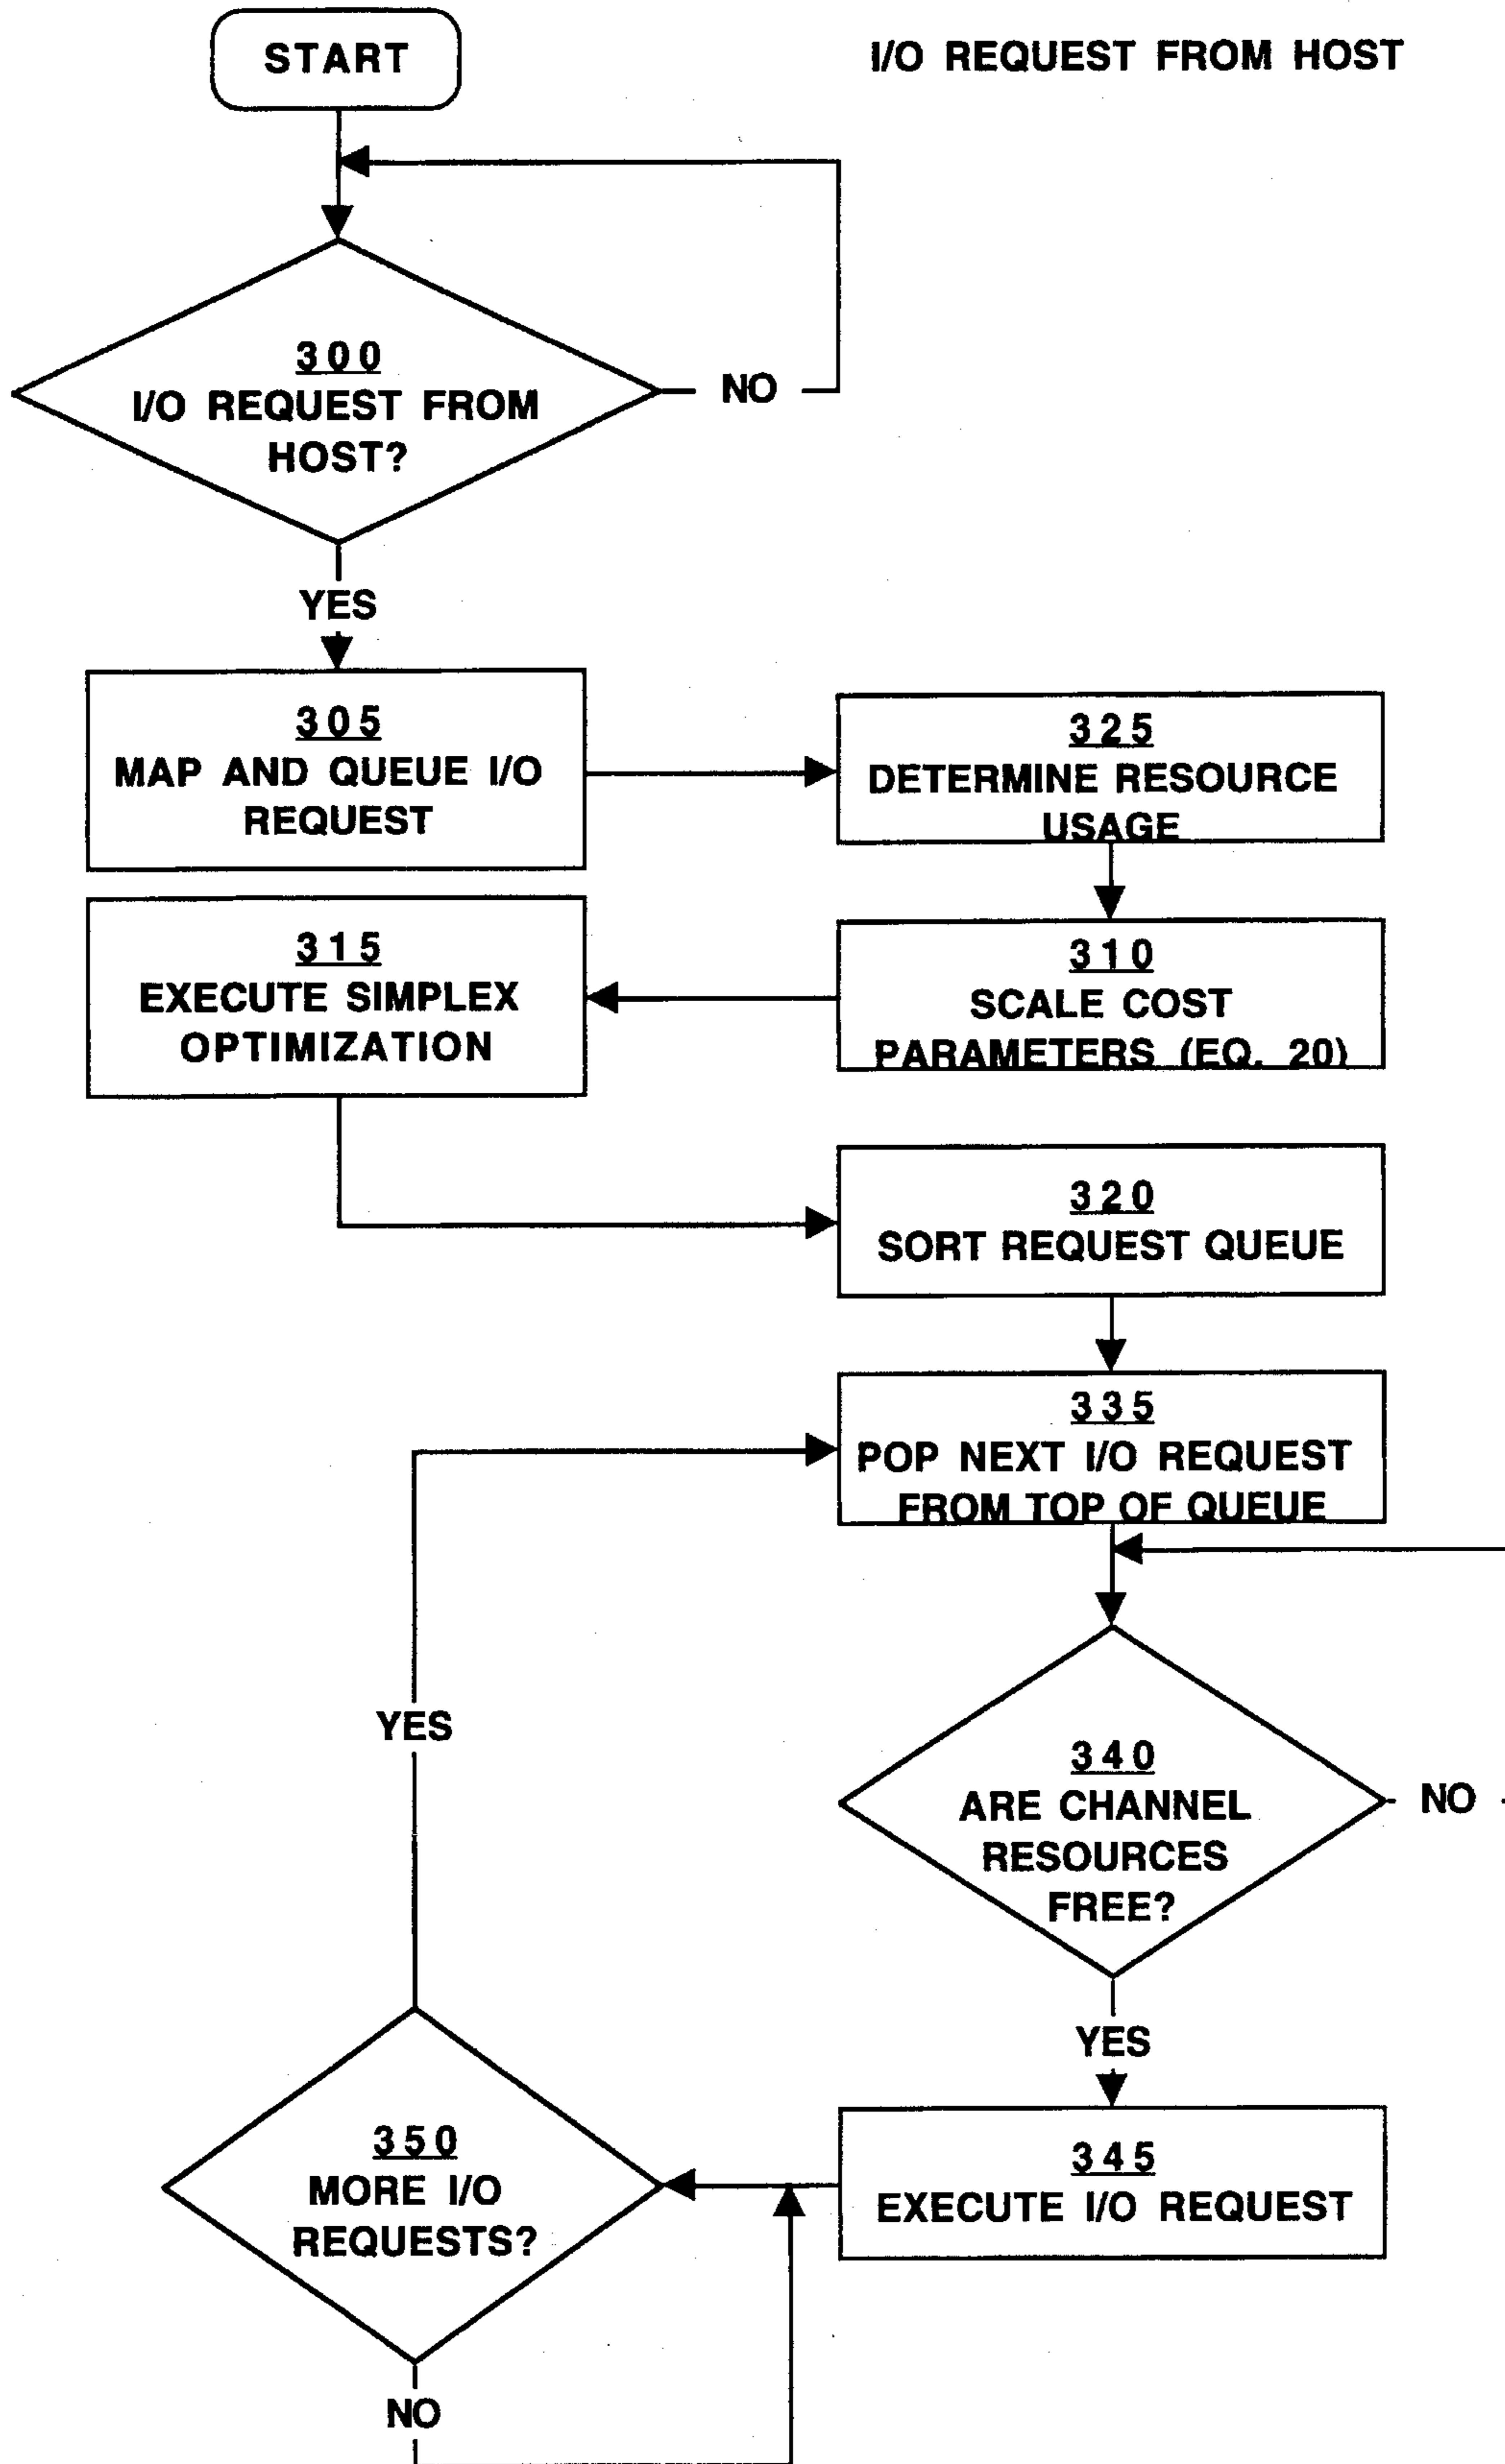 START
I/O REQUEST FROM HOST
300
I/O REQUEST FROM
HOST?
NO
YES
305
MAP AND QUEUE I/O
REQUEST
325
DETERMINE RESOURCE
USAGE
310
SCALE COST
PARAMETERS (EQ. 20)
315
EXECUTE SIMPLEX
OPTIMIZATION
320
SORT REQUEST QUEUE
335
POP NEXT I/O REQUEST
FROM TOP OF QUEUE
340
ARE CHANNEL
RESOURCES
FREE?
NO
YES
345
EXECUTE I/O REQUEST
350
MORE I/O
REQUESTS?
YES
NO